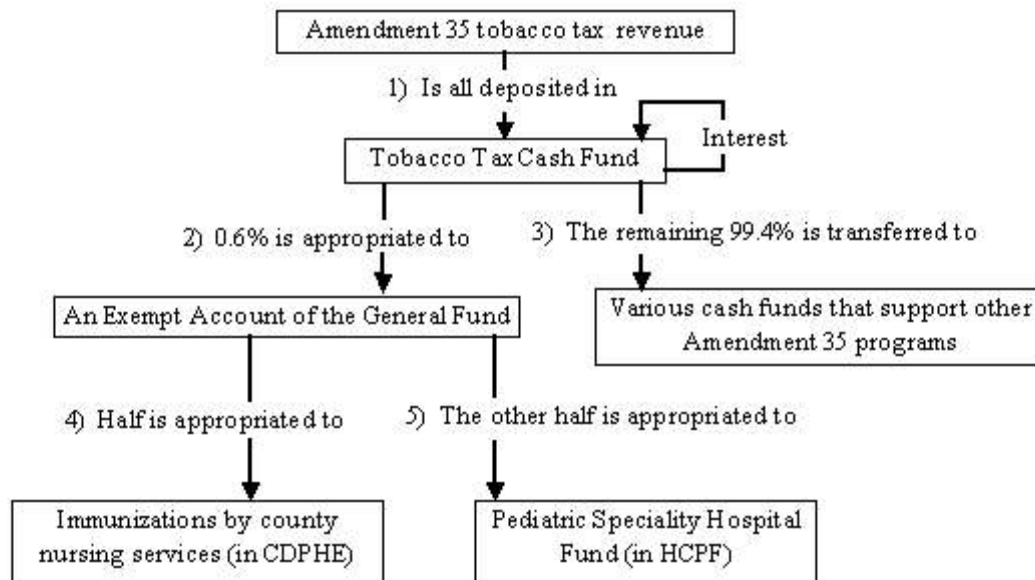 Amendment 35 tobacco tax revenue
1) Is all deposited in
Interest
Tobacco Tax Cash Fund
2) 0.6% is appropriated to
3) The remaining 99.4% is transferred to
An Exempt Account of the General Fund
Various cash funds that support other
Amendment 35 programs
4) Half is appropriated to
5) The other half is appropriated to
Immunizations by county
nursing services (in CDPHE)
Pediatric Speciality Hospital
Fund (in HCPF)